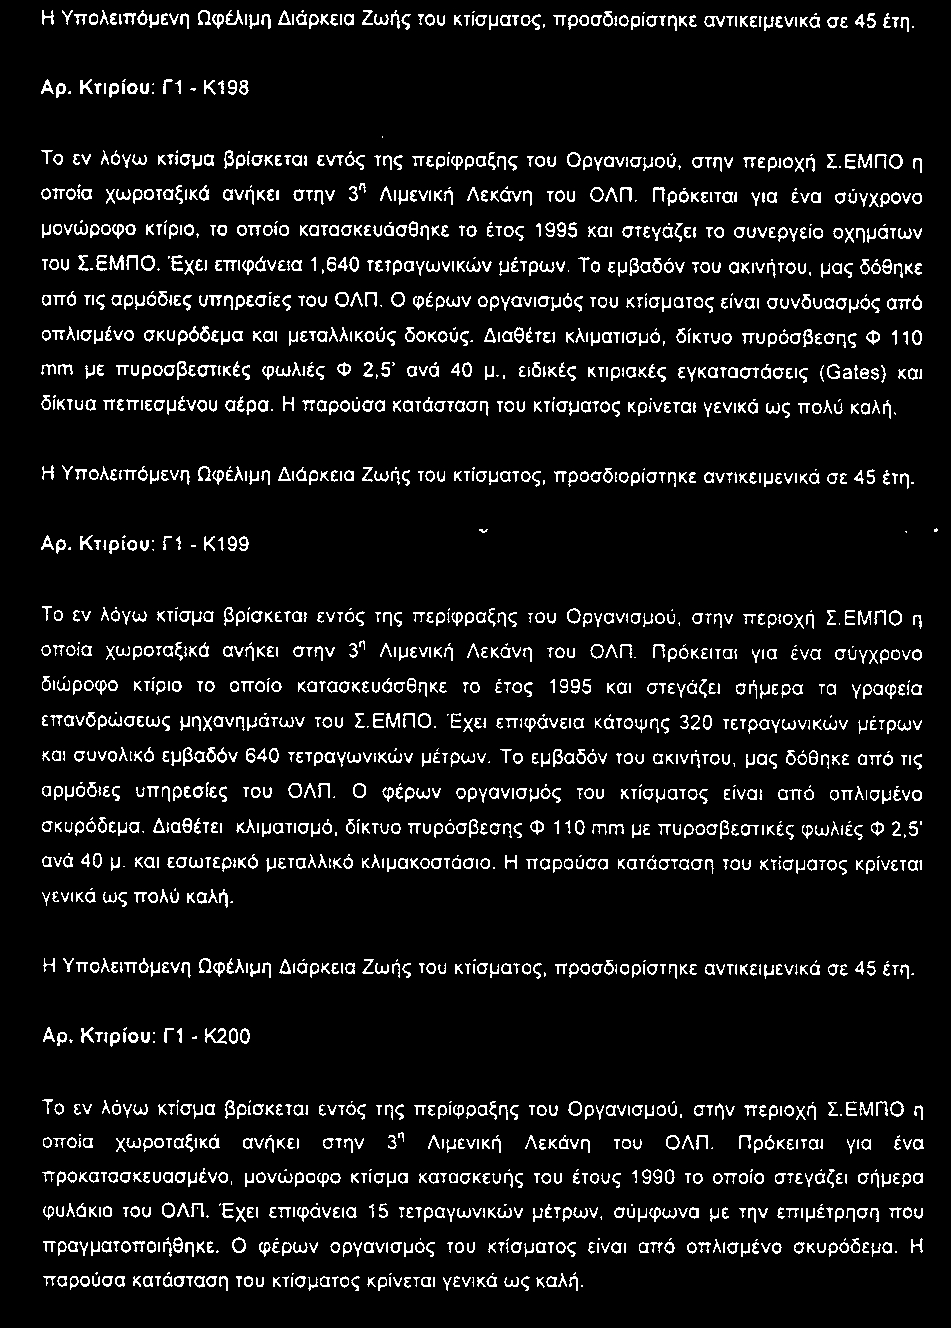 Η Υπολειπόμενη Ωφέλιμη Διάρκεια Ζωής του κτίσματος, προσδιορίστηκε αντικειμενικά σε 45 έτη.
Αρ. Κτιρίου: Γ1 - Κ198
Το εν λόγω κτίσμα βρίσκεται εντός της περίφραξης του Οργανισμού, στην περιοχή Σ.ΕΜΠΟ η
οποία χωροταξικά ανήκει στην 3η Λιμενική Λεκάνη του ΟΛΠ. Πρόκειται για ένα σύγχρονο
μονώροφο κτίριο, το οποίο κατασκευάσθηκε το έτος 1995 και στεγάζει το συνεργείο οχημάτων
του Σ.ΕΜΠΟ. Έχει επιφάνεια 1,640 τετραγωνικών μέτρων. Το εμβαδόν του ακινήτου, μας δόθηκε
από τις αρμόδιες υπηρεσίες του ΟΛΠ. Ο φέρων οργανισμός του κτίσματος είναι συνδυασμός από
οπλισμένο σκυρόδεμα και μεταλλικούς δοκούς. Διαθέτει κλιματισμό, δίκτυο πυρόσβεσης Φ 110
mm με πυροσβεστικές φωλιές Φ 2,5' ανά 40 μ., ειδικές κτιριακές εγκαταστάσεις (Gates) και
δίκτυα πεπιεσμένου αέρα. Η παρούσα κατάσταση του κτίσματος κρίνεται γενικά ως πολύ καλή.
Η Υπολειπόμενη Ωφέλιμη Διάρκεια Ζωής του κτίσματος, προσδιορίστηκε αντικειμενικά σε 45 έτη.
Αρ. Κτιρίου: Γ1 - Κ199
Το εν λόγω κτίσμα βρίσκεται εντός της περίφραξης του Οργανισμού, στην περιοχή Σ.ΕΜΠΟ η
οποία χωροταξικά ανήκει στην 3η Λιμενική Λεκάνη του ΟΛΠ. Πρόκειται για ένα σύγχρονο
διώροφο κτίριο το οποίο κατασκευάσθηκε το έτος 1995 και στεγάζει σήμερα τα γραφεία
επανδρώσεως μηχανημάτων του Σ.ΕΜΠΟ. Έχει επιφάνεια κάτοψης 320 τετραγωνικών μέτρων
και συνολικό εμβαδόν 640 τετραγωνικών μέτρων. Το εμβαδόν του ακινήτου, μας δόθηκε από τις
αρμόδιες υπηρεσίες του ΟΛΠ. Ο φέρων οργανισμός του κτίσματος είναι από οπλισμένο
σκυρόδεμα. Διαθέτει κλιματισμό, δίκτυο πυρόσβεσης Φ 110 mm με πυροσβεστικές φωλιές Φ 2,5'
ανά 40 μ. και εσωτερικό μεταλλικό κλιμακοστάσιο. Η παρούσα κατάσταση του κτίσματος κρίνεται
γενικά ως πολύ καλή.
Η Υπολειπόμενη Ωφέλιμη Διάρκεια Ζωής του κτίσματος, προσδιορίστηκε αντικειμενικά σε 45 έτη.
Αρ. Κτιρίου: Γ1 - Κ200
Το εν λόγω κτίσμα βρίσκεται εντός της περίφραξης του Οργανισμού, στήν περιοχή Σ.ΕΜΠΟ η
οποία χωροταξικά ανήκει στην 3η Λιμενική Λεκάνη του ΟΛΠ. Πρόκειται για ένα
προκατασκευασμένο, μονώροφο κτίσμα κατασκευής του έτους 1990 το οποίο στεγάζει σήμερα
φυλάκιο του ΟΛΠ. Έχει επιφάνεια 15 τετραγωνικών μέτρων, σύμφωνα με την επιμέτρηση που
πραγματοποιήθηκε. Ο φέρων οργανισμός του κτίσματος είναι από οπλισμένο σκυρόδεμα. Η
παρούσα κατάσταση του κτίσματος κρίνεται γενικά ως καλή.